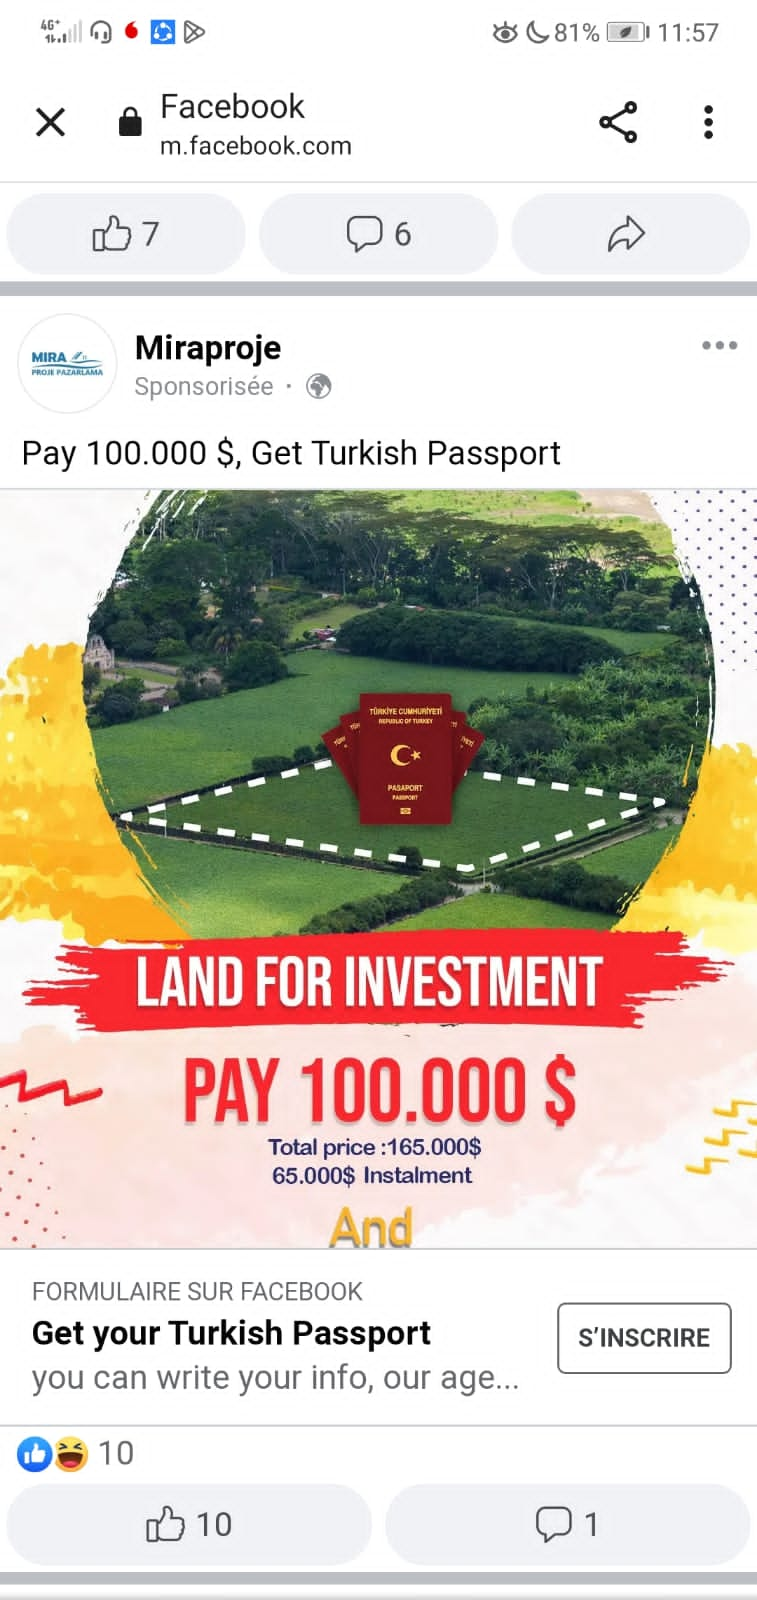 4G+
81%
11:57
Facebook
m.facebook.com
7
6
MIRA
PROJE PAZARLAMA
Miraproje
Sponsorisée ·
Pay 100.000 $, Get Turkish Passport
TÜRKİYE CUMHURİYETİ
REPUBLIC OF TURKEY
PASAPORT
PASSPORT
LAND FOR INVESTMENT
PAY 100.000 $
Total price :165.000$
65.000$ Instalment
And
FORMULAIRE SUR FACEBOOK
Get your Turkish Passport
you can write your info, our age...
S'INSCRIRE
10
10
1